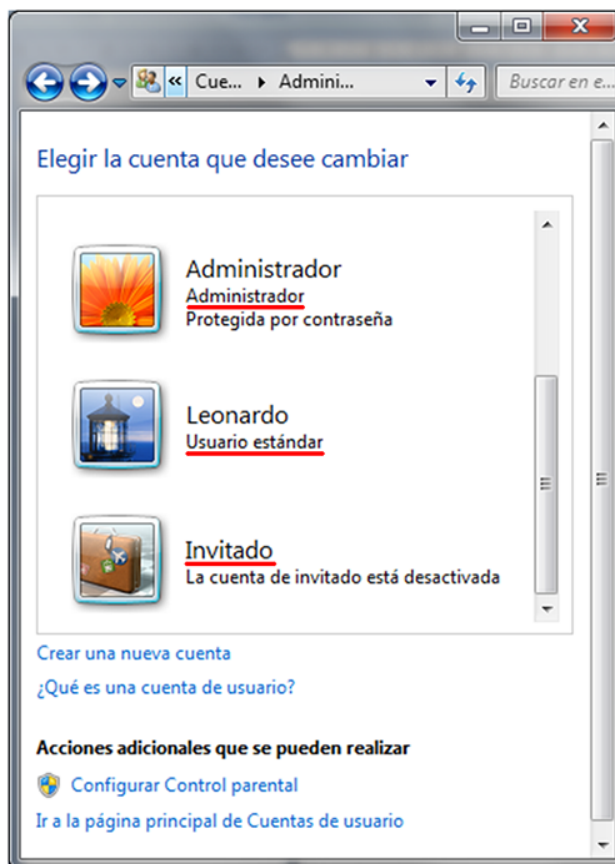 « Cue... Admini... Buscar en e...
Elegir la cuenta que desee cambiar
Administrador
Administrador
Protegida por contraseña
Leonardo
Usuario estándar
Invitado
La cuenta de invitado está desactivada
Crear una nueva cuenta
¿Qué es una cuenta de usuario?
Acciones adicionales que se pueden realizar
Configurar Control parental
Ir a la página principal de Cuentas de usuario